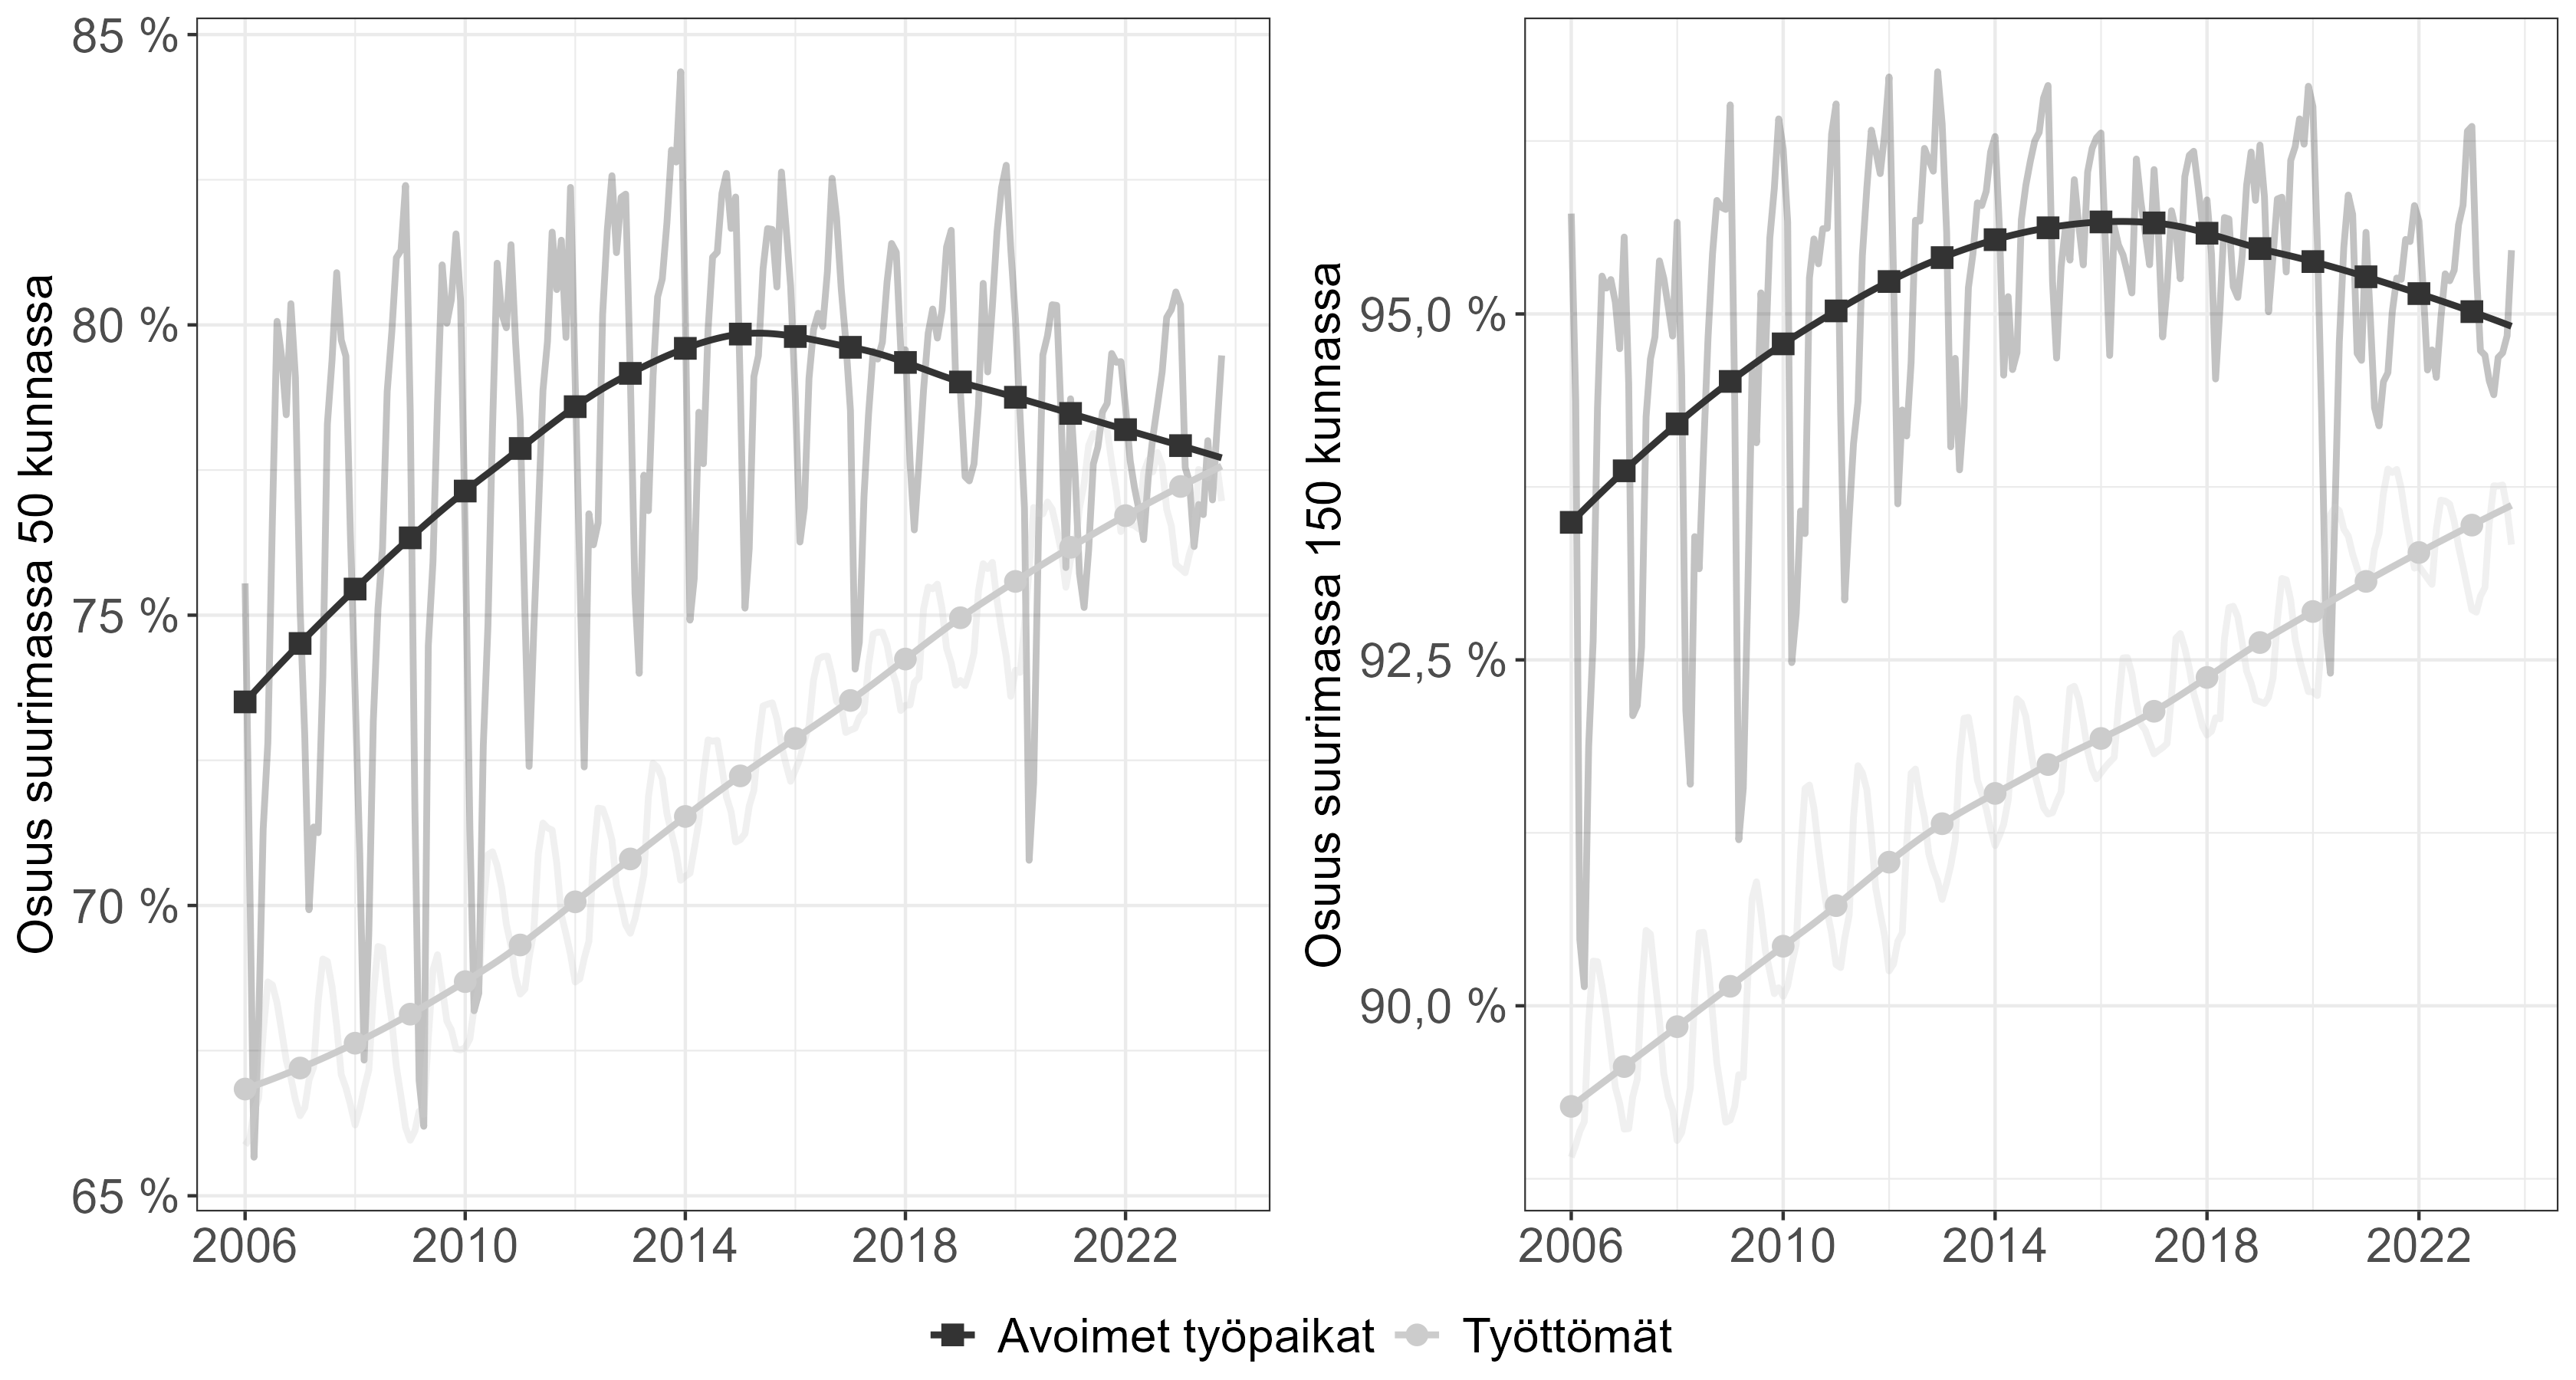 Osuus suurimassa 50 kunnassa
85 %
80 %
75 %
70 %
65 %
2006 2010 2014 2018 2022
Osuus suurimassa 150 kunnassa
95,0 %
92,5 %
90,0 %
2006 2010 2014 2018 2022
Avoimet työpaikat Työttömät